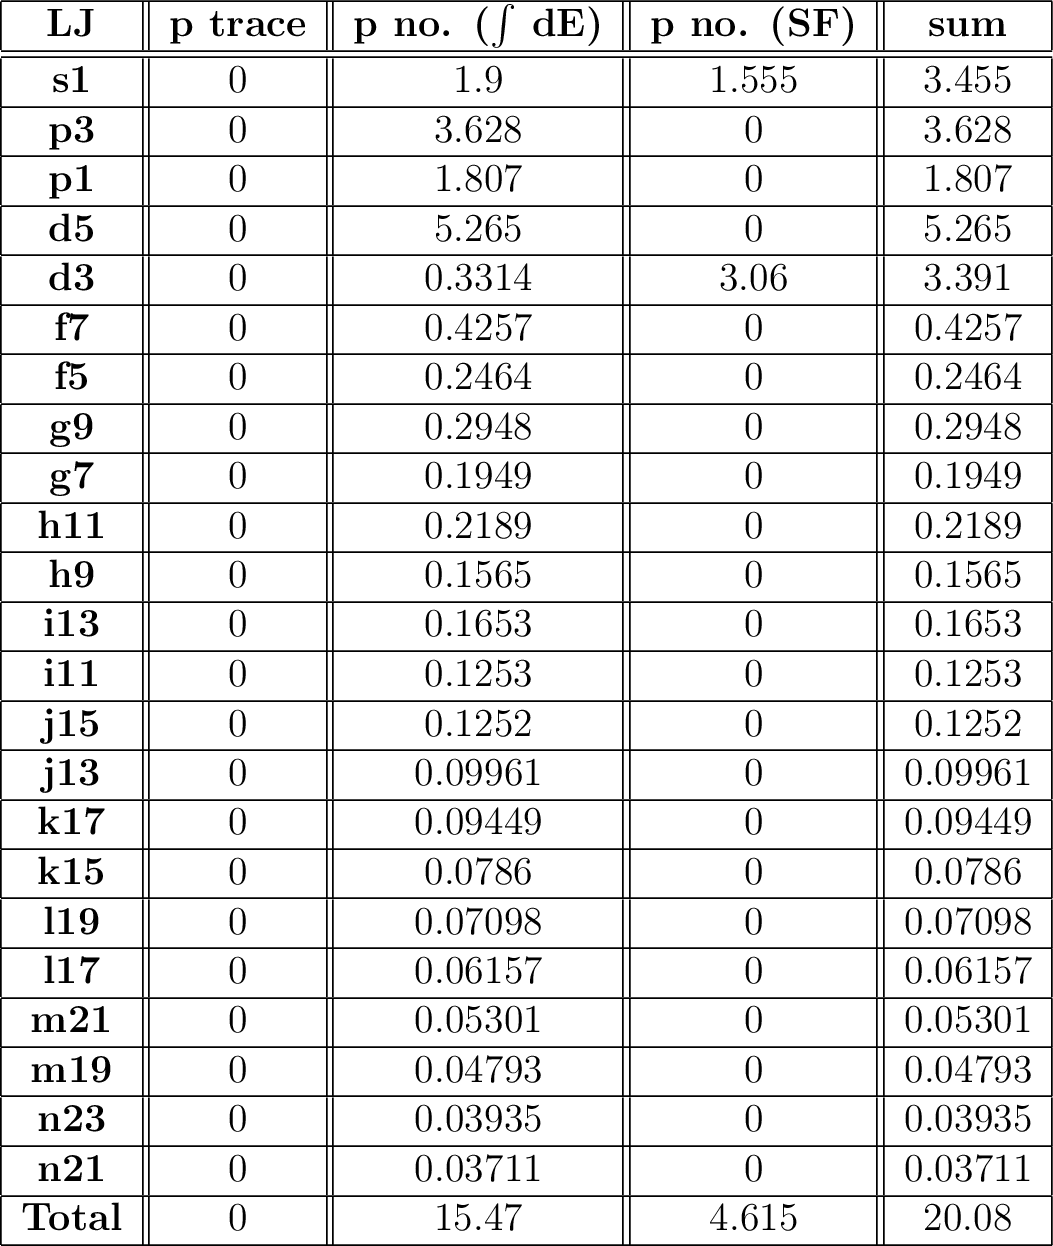 LJ p trace p no. (∫ dE) p no. (SF) sum
s1 0 1.9 1.555 3.455
p3 0 3.628 0 3.628
p1 0 1.807 0 1.807
d5 0 5.265 0 5.265
d3 0 0.3314 3.06 3.391
f7 0 0.4257 0 0.4257
f5 0 0.2464 0 0.2464
g9 0 0.2948 0 0.2948
g7 0 0.1949 0 0.1949
h11 0 0.2189 0 0.2189
h9 0 0.1565 0 0.1565
i13 0 0.1653 0 0.1653
i11 0 0.1253 0 0.1253
j15 0 0.1252 0 0.1252
j13 0 0.09961 0 0.09961
k17 0 0.09449 0 0.09449
k15 0 0.0786 0 0.0786
l19 0 0.07098 0 0.07098
l17 0 0.06157 0 0.06157
m21 0 0.05301 0 0.05301
m19 0 0.04793 0 0.04793
n23 0 0.03935 0 0.03935
n21 0 0.03711 0 0.03711
Total 0 15.47 4.615 20.08